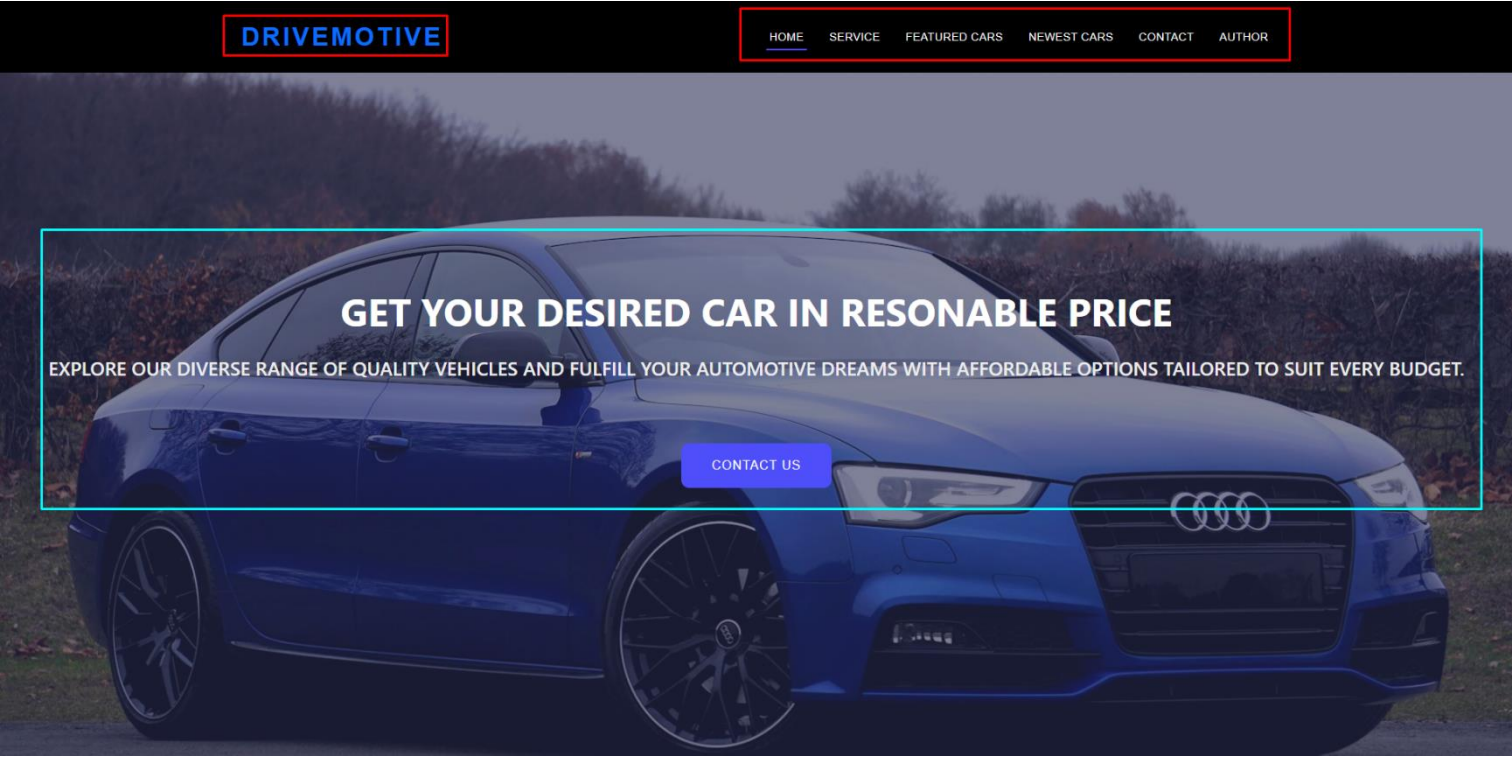 DRIVEMOTIVE
HOME SERVICE FEATURED CARS NEWEST CARS CONTACT AUTHOR
GET YOUR DESIRED CAR IN RESONABLE PRICE
EXPLORE OUR DIVERSE RANGE OF QUALITY VEHICLES AND FULFILL YOUR AUTOMOTIVE DREAMS WITH AFFORDABLE OPTIONS TAILORED TO SUIT EVERY BUDGET.
CONTACT US